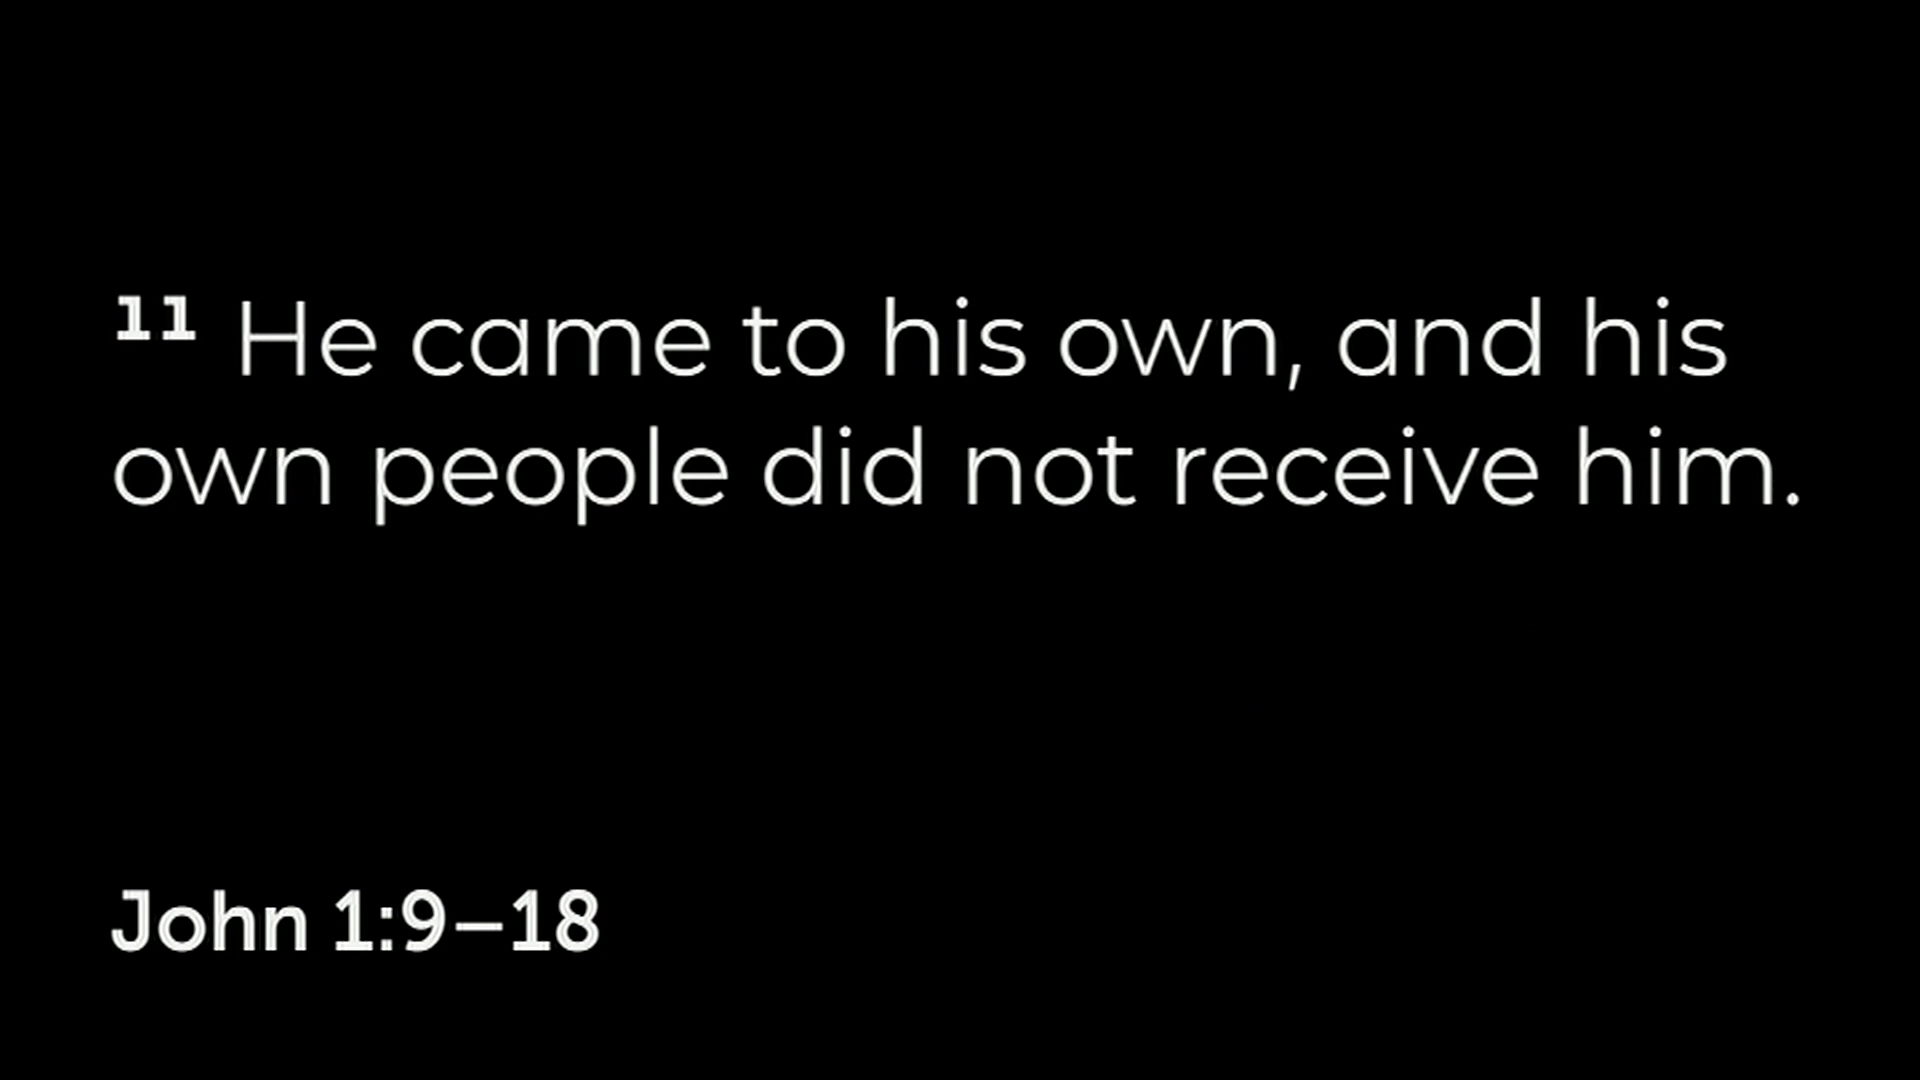 ¹¹ He came to his own, and his
own people did not receive him.
John 1:9–18